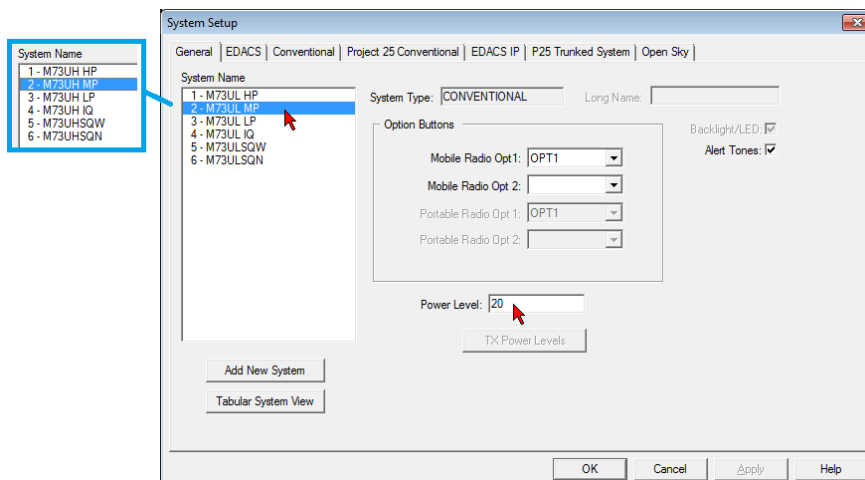 System Setup
General
EDACS
Conventional
Project 25 Conventional
EDACS IP
P25 Trunked System
Open Sky
System Name
1 - M73UH HP
2 - M73UH MP
3 - M73UH LP
4 - M73UH IQ
5 - M73UHSQW
6 - M73UHSQN
System Name
1 - M73UL HP
2 - M73UL MP
3 - M73UL LP
4 - M73UL IQ
5 - M73ULSQW
6 - M73ULSQN
Add New System
Tabular System View
System Type: CONVENTIONAL
Long Name:
Option Buttons
Mobile Radio Opt1: OPT1
Mobile Radio Opt 2:
Portable Radio Opt 1: OPT1
Portable Radio Opt 2:
Backlight/LED:
Alert Tones:
Power Level: 20
TX Power Levels
OK
Cancel
Apply
Help